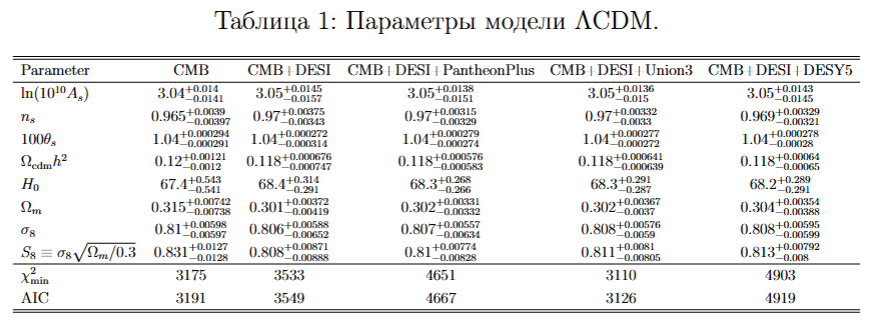 Таблица 1: Параметры модели ΛCDM.
Parameter CMB CMB+DESI CMB+DESI+PantheonPlus CMB+DESI+Union3 CMB+DESI+DESY5
ln(10^{10}A_s) 3.04^{+0.014}_{−0.0141} 3.05^{+0.0145}_{−0.0157} 3.05^{+0.0138}_{−0.0151} 3.05^{+0.0136}_{−0.015} 3.05^{+0.0143}_{−0.0145}
n_s 0.965^{+0.0039}_{−0.00397} 0.97^{+0.00375}_{−0.00343} 0.97^{+0.00315}_{−0.00329} 0.97^{+0.00332}_{−0.0033} 0.969^{+0.00329}_{−0.00321}
100θ_s 1.04^{+0.000294}_{−0.000291} 1.04^{+0.000272}_{−0.000314} 1.04^{+0.000279}_{−0.000274} 1.04^{+0.000277}_{−0.000272} 1.04^{+0.000278}_{−0.00028}
Ω_{cdm}h^2 0.12^{+0.00121}_{−0.0012} 0.118^{+0.000676}_{−0.000747} 0.118^{+0.000576}_{−0.000583} 0.118^{+0.000641}_{−0.000639} 0.118^{+0.00064}_{−0.00065}
H_0 67.4^{+0.543}_{−0.541} 68.4^{+0.314}_{−0.291} 68.3^{+0.268}_{−0.266} 68.3^{+0.291}_{−0.287} 68.2^{+0.289}_{−0.291}
Ω_m 0.315^{+0.00742}_{−0.00738} 0.301^{+0.00372}_{−0.00419} 0.302^{+0.00331}_{−0.00332} 0.302^{+0.00367}_{−0.0037} 0.304^{+0.00354}_{−0.00388}
σ_8 0.81^{+0.00598}_{−0.00597} 0.806^{+0.00588}_{−0.00652} 0.807^{+0.00557}_{−0.00634} 0.808^{+0.00576}_{−0.0059} 0.808^{+0.00595}_{−0.00599}
S_8 ≡ σ_8√(Ω_m/0.3) 0.831^{+0.0127}_{−0.0128} 0.808^{+0.00871}_{−0.00888} 0.81^{+0.00774}_{−0.00828} 0.811^{+0.0081}_{−0.00805} 0.813^{+0.00792}_{−0.008}
χ^2_{min} 3175 3533 4651 3110 4903
AIC 3191 3549 4667 3126 4919